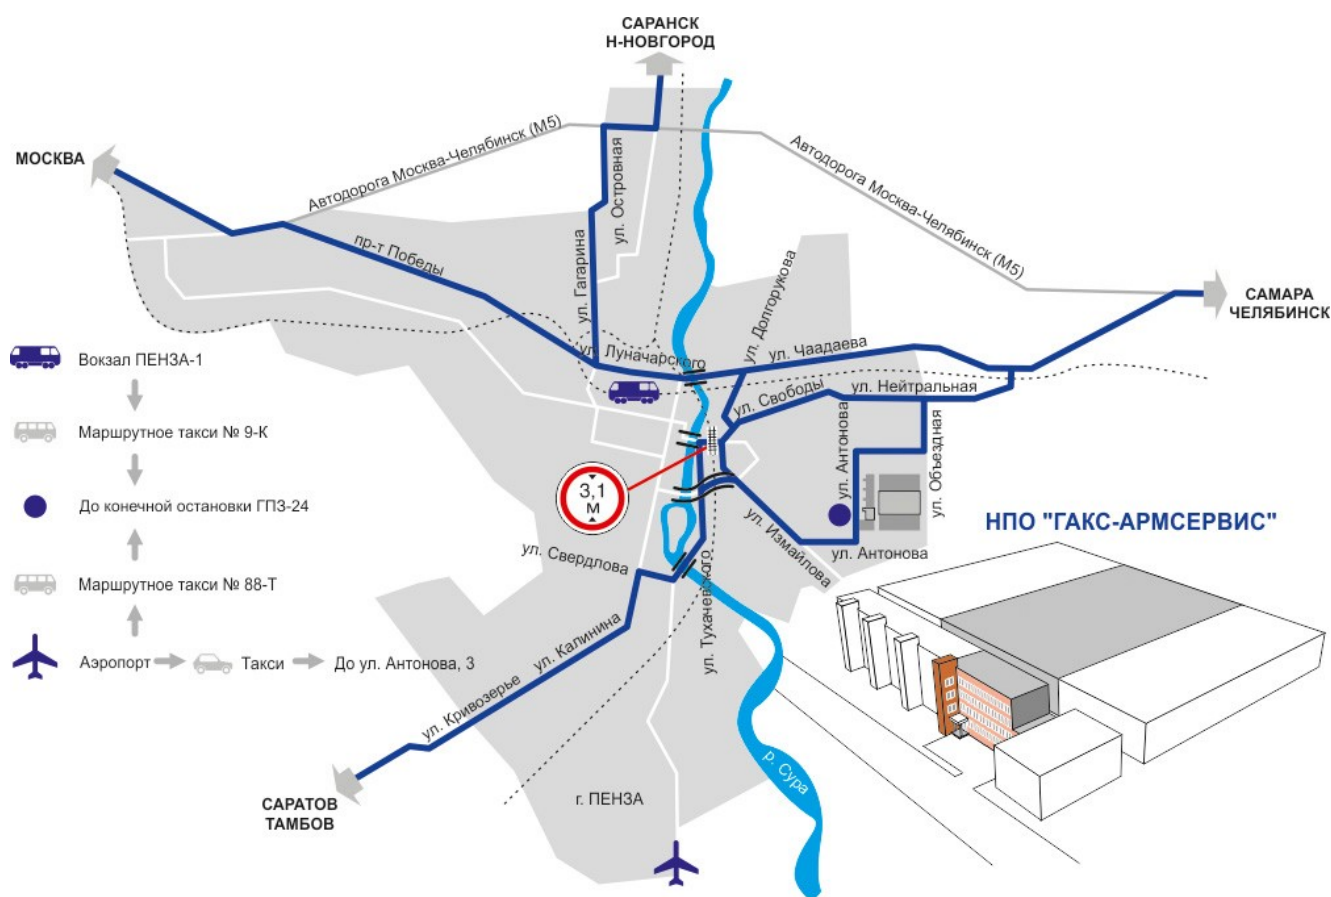 САРАНСК
Н-НОВГОРОД
МОСКВА
Автодорога Москва-Челябинск (М5)
Автодорога Москва-Челябинск (М5)
САМАРА
ЧЕЛЯБИНСК
пр-т Победы
ул. Островная
ул. Гагарина
ул. Луначарского
ул. Долгорукова
ул. Чаадаева
ул. Свободы
ул. Нейтральная
ул. Антонова
ул. Объездная
Вокзал ПЕНЗА-1
Маршрутное такси № 9-К
До конечной остановки ГПЗ-24
Маршрутное такси № 88-Т
Аэропорт
Такси
До ул. Антонова, 3
3,1
м
ул. Свердлова
ул. Измайлова
ул. Антонова
ул. Тухачевского
ул. Калинина
ул. Кривозерье
НПО "ГАКС-АРМСЕРВИС"
р. Сура
г. ПЕНЗА
САРАТОВ
ТАМБОВ